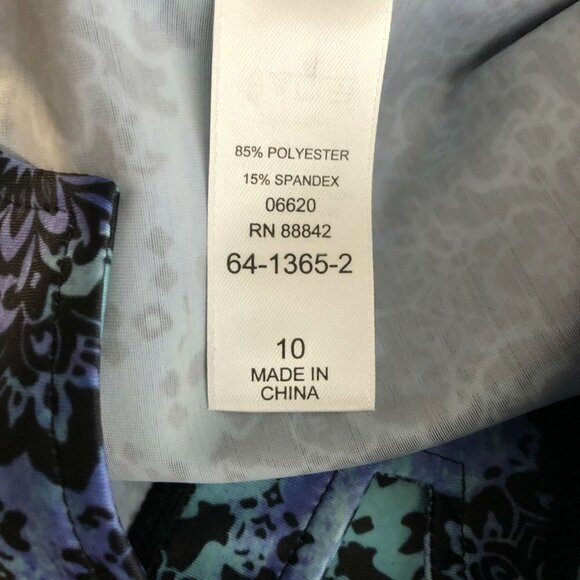 85% POLYESTER
15% SPANDEX
06620
RN 88842
64-1365-2
10
MADE IN
CHINA